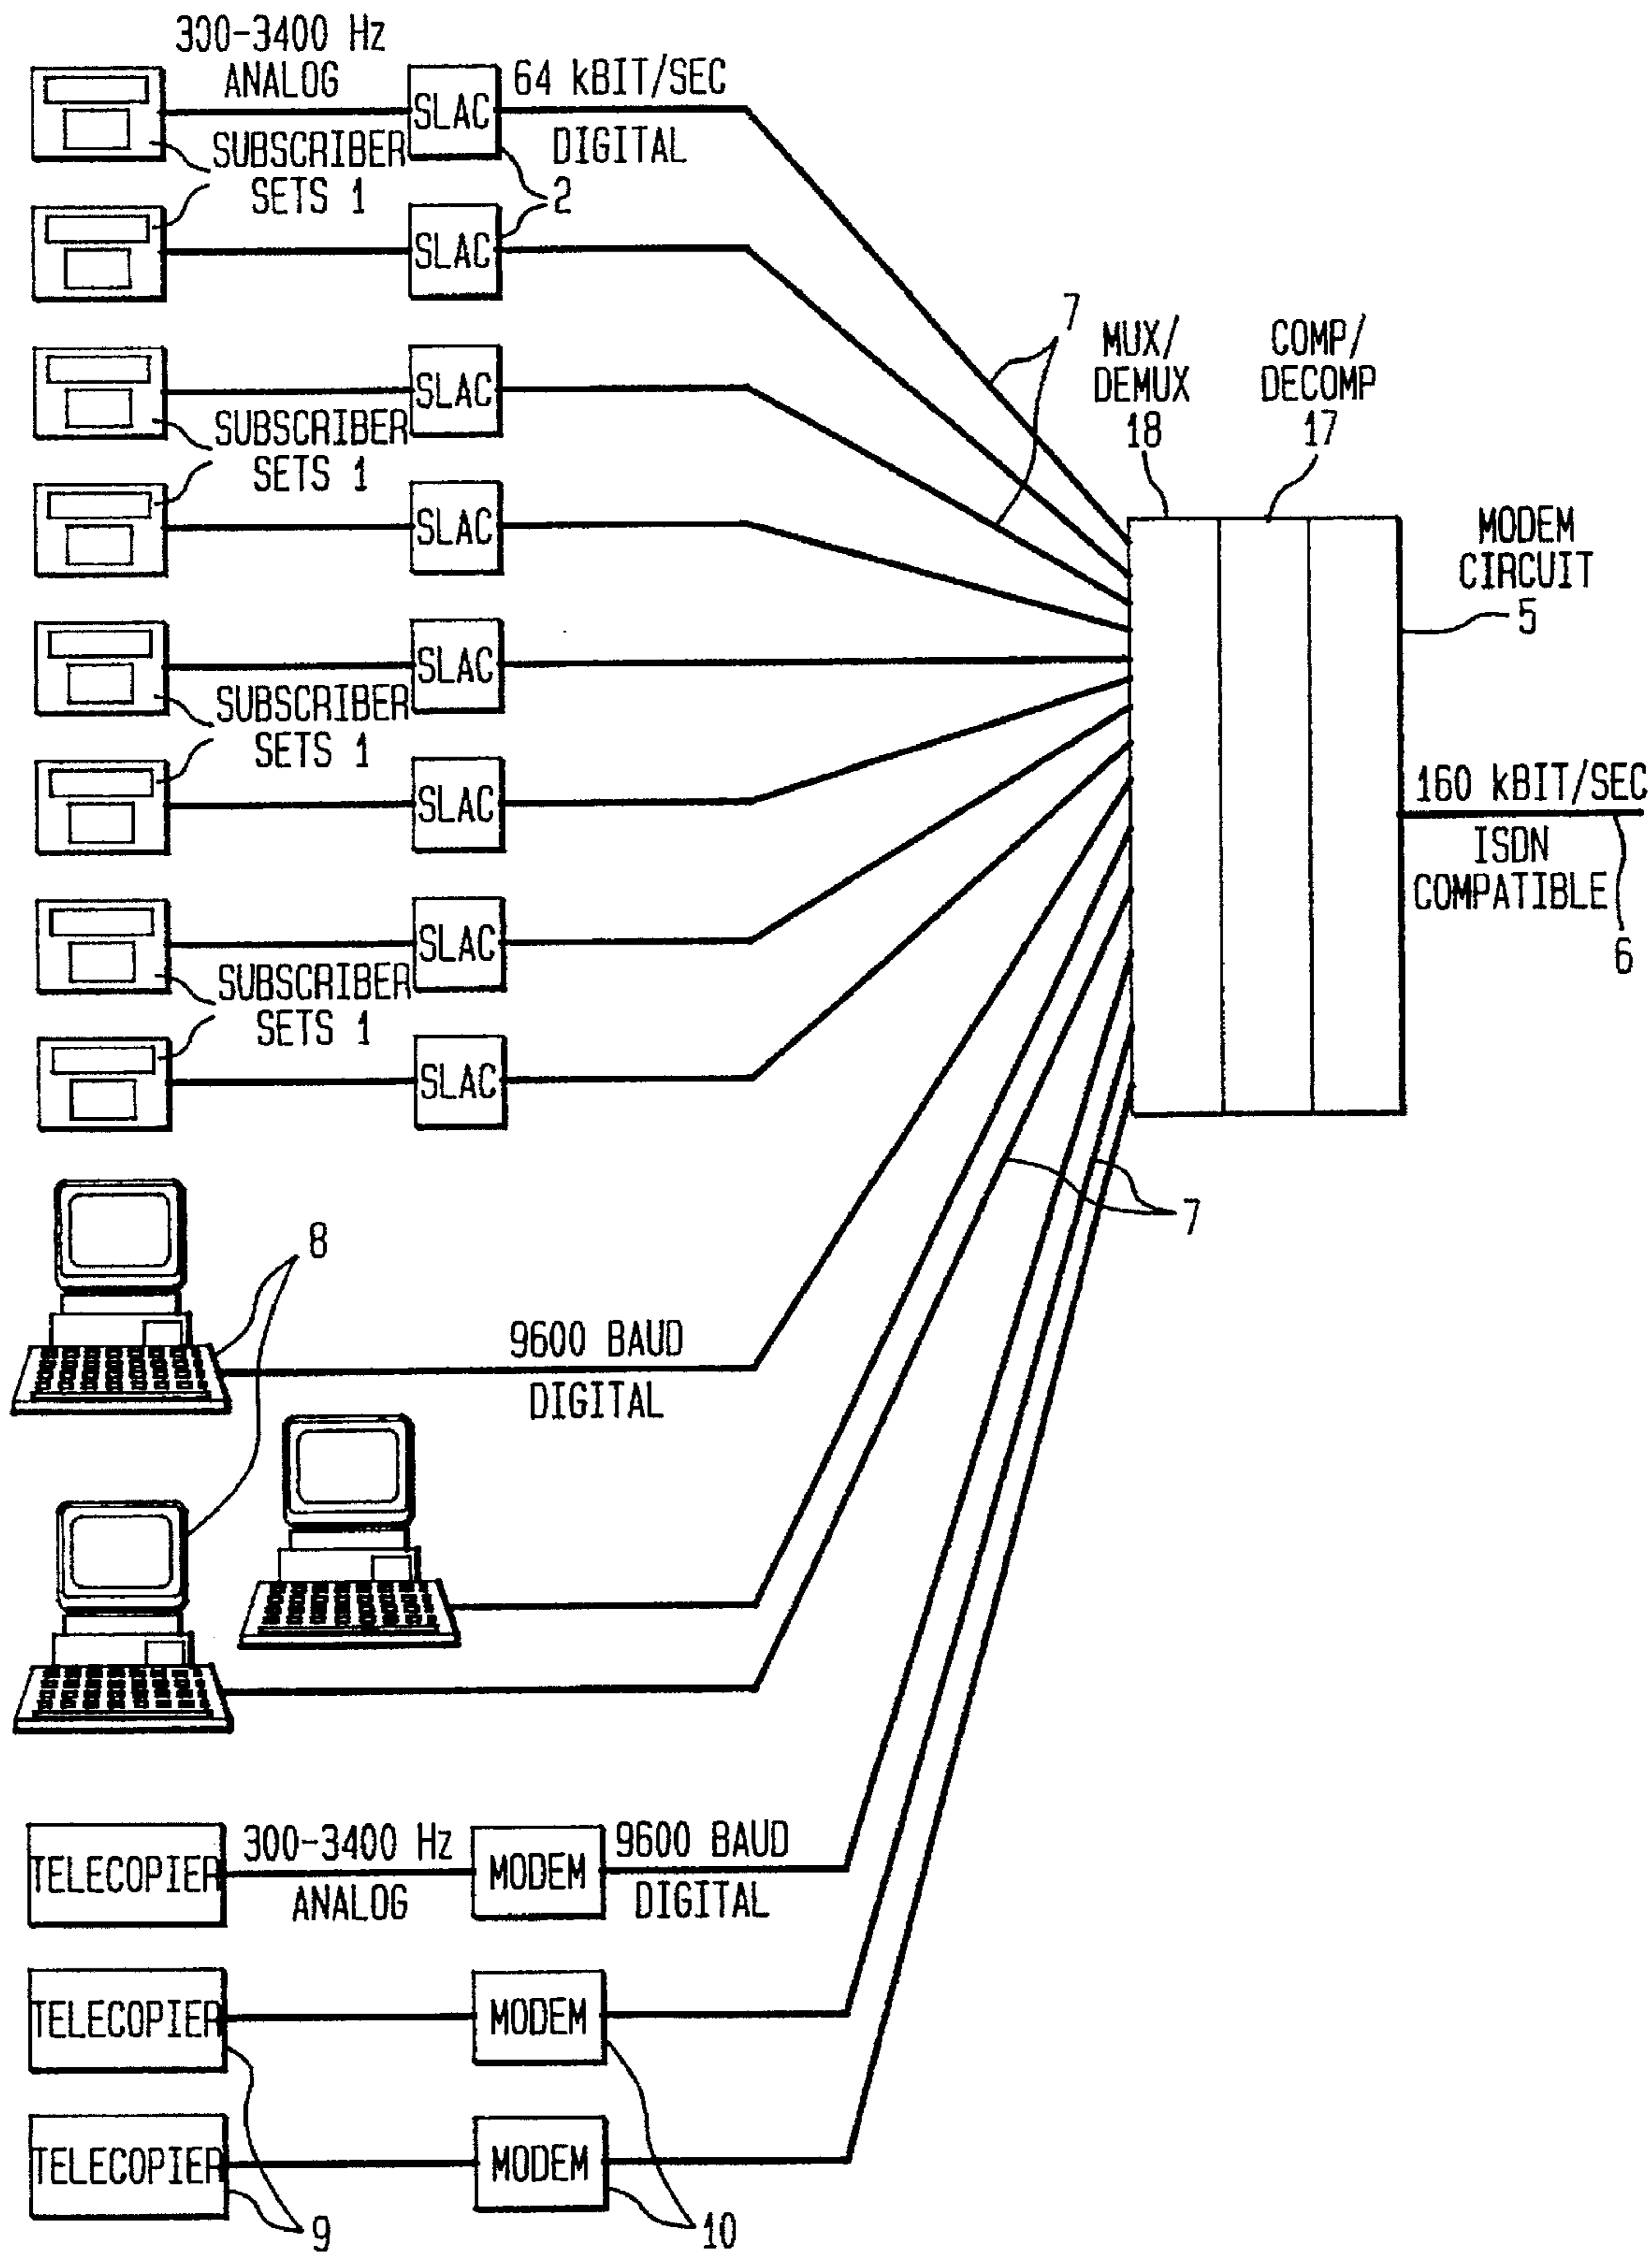 300-3400 Hz
ANALOG
SLAC
64 kBIT/SEC
DIGITAL
SUBSCRIBER
SETS 1
2
SLAC
7
SLAC
MUX/
DEMUX
18
COMP/
DECOMP
17
SUBSCRIBER
SETS 1
SLAC
MODEM
CIRCUIT
5
SLAC
SUBSCRIBER
SETS 1
SLAC
160 kBIT/SEC
ISDN
COMPATIBLE
6
SLAC
SUBSCRIBER
SETS 1
SLAC
7
8
9600 BAUD
DIGITAL
TELECOPIER
300-3400 Hz
ANALOG
MODEM
9600 BAUD
DIGITAL
TELECOPIER
MODEM
TELECOPIER
MODEM
9
10